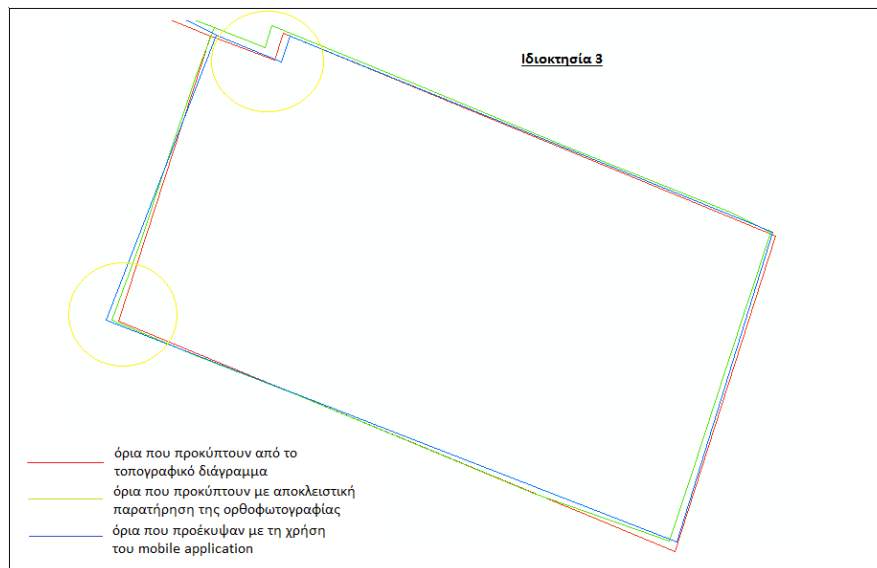 Ιδιοκτησία 3
όρια που προκύπτουν από το
τοπογραφικό διάγραμμα
όρια που προκύπτουν με αποκλειστική
παρατήρηση της ορθοφωτογραφίας
όρια που προέκυψαν με τη χρήση
του mobile application